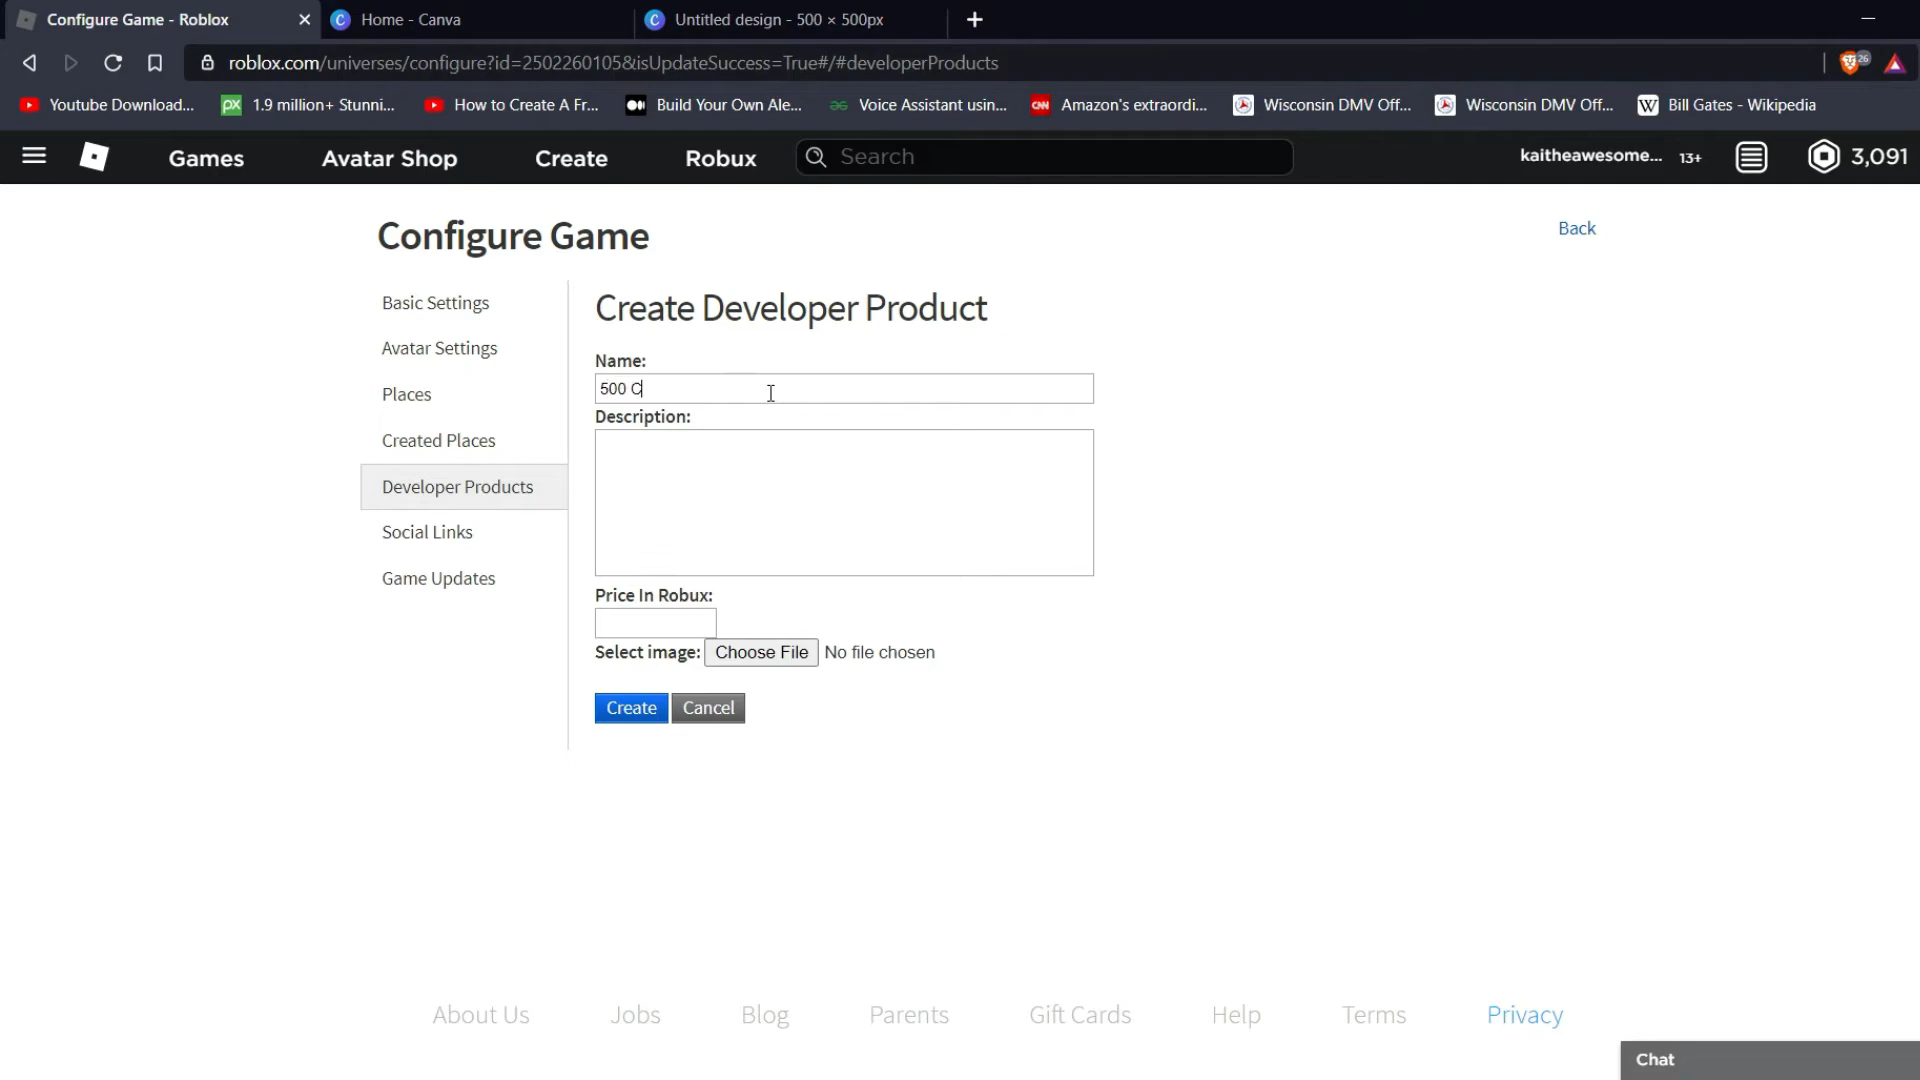 Configure Game - Roblox
Home - Canva
Untitled design - 500 × 500px
roblox.com/universes/configure?id=2502260105&isUpdateSuccess=True#/#developerProducts
26
Youtube Download...
1.9 million+ Stunni...
How to Create A Fr...
Build Your Own Ale...
Voice Assistant usin...
Amazon's extraordi...
Wisconsin DMV Off...
Wisconsin DMV Off...
Bill Gates - Wikipedia
Games
Avatar Shop
Create
Robux
Search
kaitheawesome...
13+
3,091
Configure Game
Back
Basic Settings
Avatar Settings
Places
Created Places
Developer Products
Social Links
Game Updates
Create Developer Product
Name:
500 C
Description:
Price In Robux:
Select image: Choose File No file chosen
Create Cancel
About Us
Jobs
Blog
Parents
Gift Cards
Help
Terms
Privacy
Chat